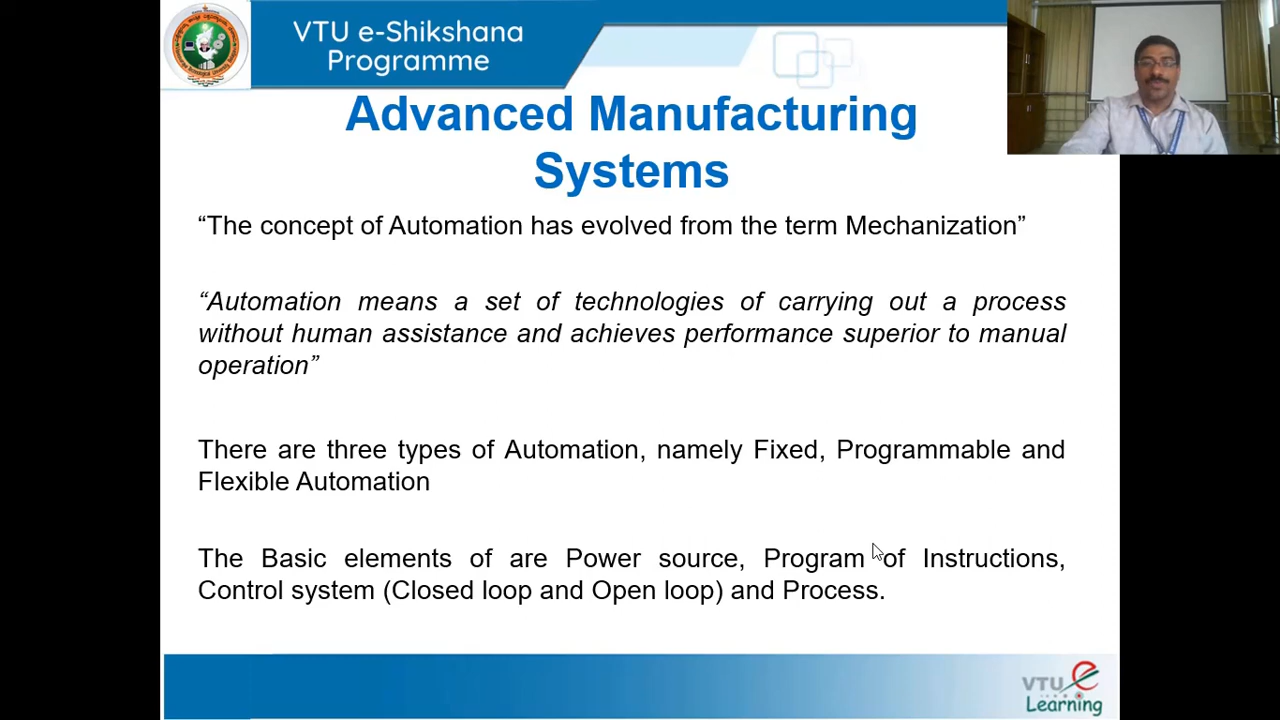 VTU e-Shikshana
Programme
Advanced Manufacturing
Systems
“The concept of Automation has evolved from the term Mechanization”
“Automation means a set of technologies of carrying out a process
without human assistance and achieves performance superior to manual
operation”
There are three types of Automation, namely Fixed, Programmable and
Flexible Automation
The Basic elements of are Power source, Program of Instructions,
Control system (Closed loop and Open loop) and Process.
VTU e
Learning